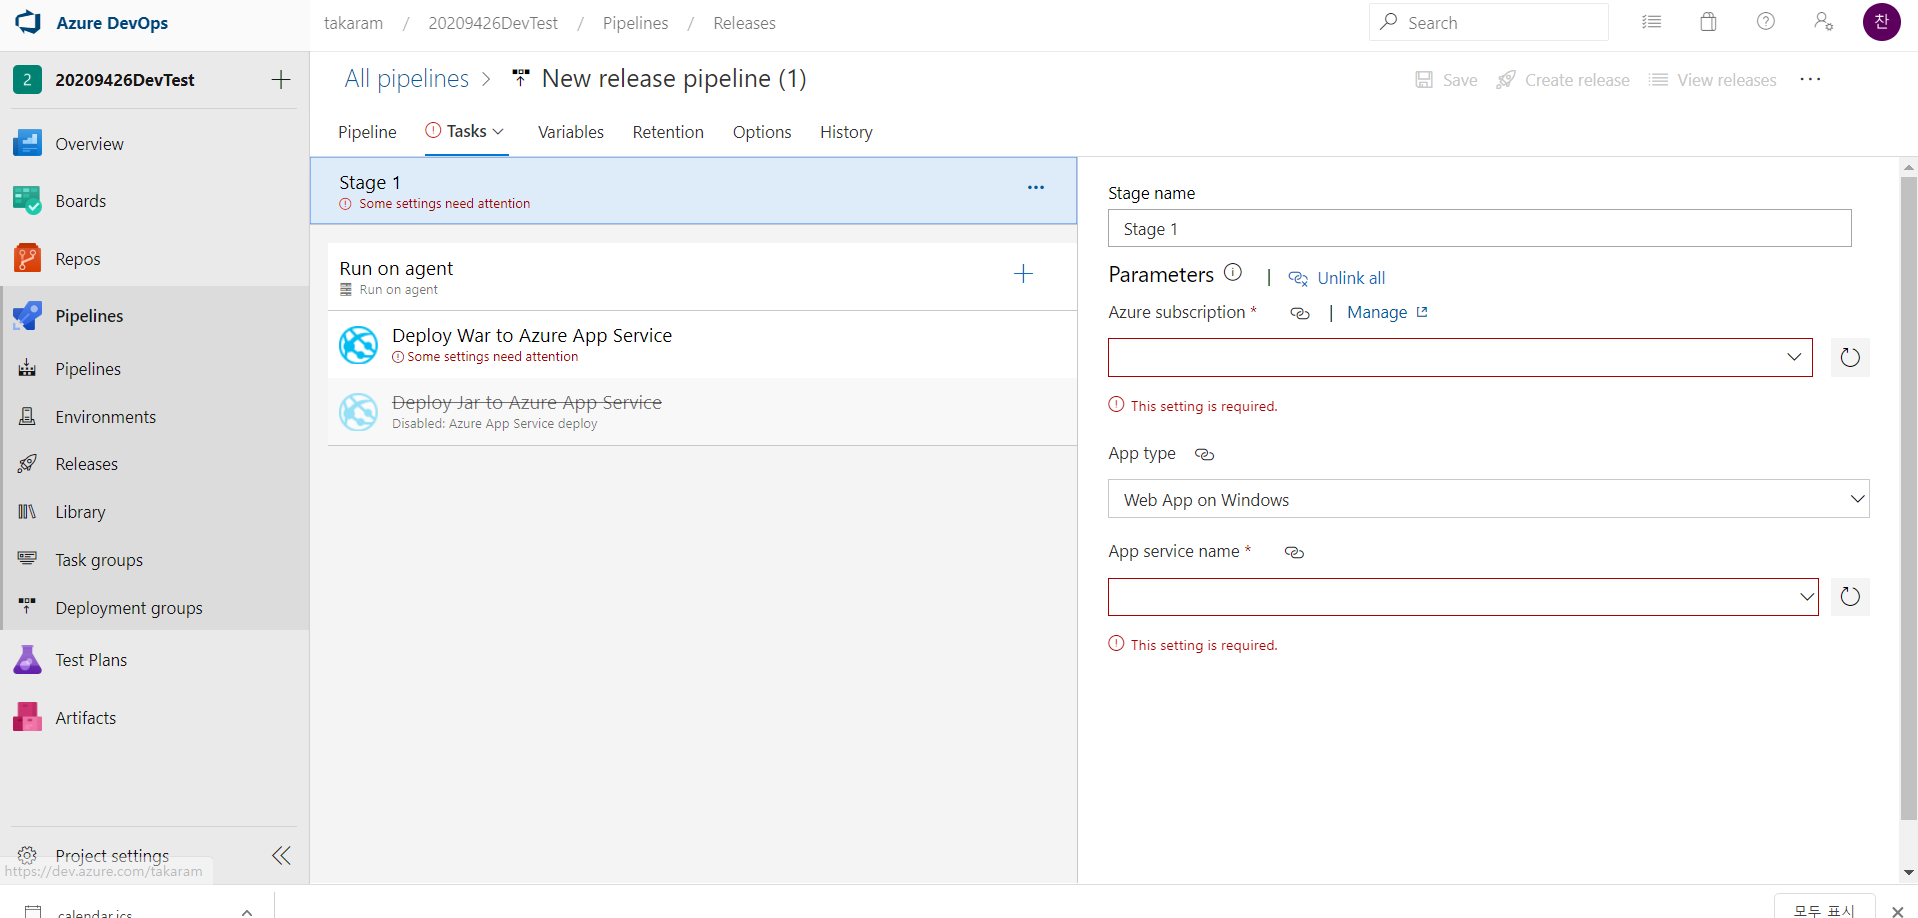 Azure DevOps
takaram / 20209426DevTest / Pipelines / Releases
Search
찬
2 20209426DevTest
All pipelines > New release pipeline (1)
Save Create release View releases ...
Pipeline Tasks Variables Retention Options History
Overview
Boards
Repos
Pipelines
Pipelines
Environments
Releases
Library
Task groups
Deployment groups
Test Plans
Artifacts
Project settings
https://dev.azure.com/takaram
Stage 1
Some settings need attention
Run on agent
Run on agent
Deploy War to Azure App Service
Some settings need attention
Deploy Jar to Azure App Service
Disabled: Azure App Service deploy
Stage name
Stage 1
Parameters | Unlink all
Azure subscription * | Manage
This setting is required.
App type
Web App on Windows
App service name *
This setting is required.
calendar.ics
모두 표시